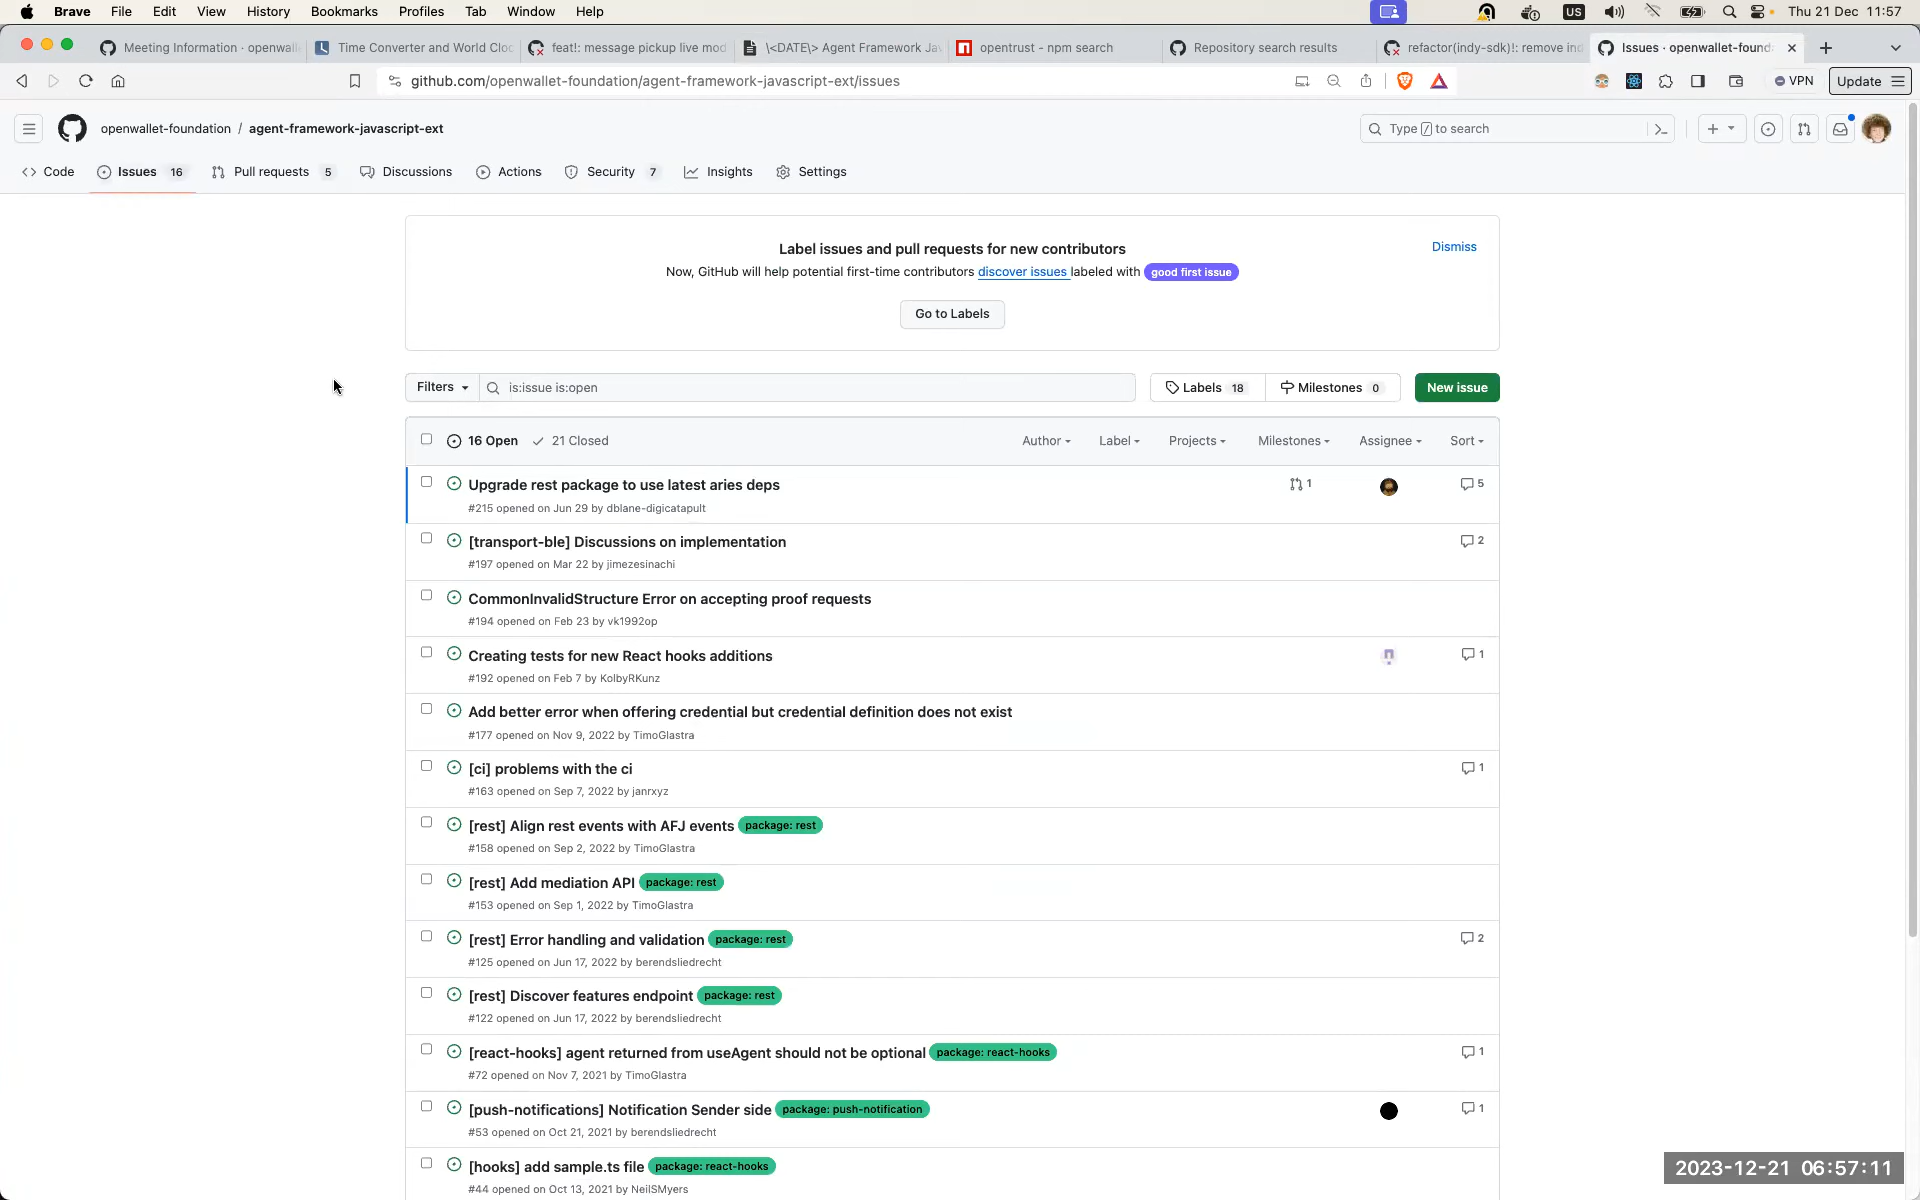 Brave File Edit View History Bookmarks Profiles Tab Window Help US Thu 21 Dec 11:57
Meeting Information · openwall Time Converter and World Cloc feat!: message pickup live mod \<DATE\> Agent Framework Ja opentrust - npm search Repository search results refactor(indy-sdk)!: remove ind Issues · openwallet-found
github.com/openwallet-foundation/agent-framework-javascript-ext/issues VPN Update
openwallet-foundation / agent-framework-javascript-ext Type / to search
Code Issues 16 Pull requests 5 Discussions Actions Security 7 Insights Settings
Label issues and pull requests for new contributors Dismiss
Now, GitHub will help potential first-time contributors discover issues labeled with good first issue
Go to Labels
Filters is:issue is:open Labels 18 Milestones 0 New issue
16 Open 21 Closed Author Label Projects Milestones Assignee Sort
Upgrade rest package to use latest aries deps 1 5
#215 opened on Jun 29 by dblane-digicatapult
[transport-ble] Discussions on implementation 2
#197 opened on Mar 22 by jimezesinachi
CommonInvalidStructure Error on accepting proof requests
#194 opened on Feb 23 by vk1992op
Creating tests for new React hooks additions 1
#192 opened on Feb 7 by KolbyRKunz
Add better error when offering credential but credential definition does not exist
#177 opened on Nov 9, 2022 by TimoGlastra
[ci] problems with the ci 1
#163 opened on Sep 7, 2022 by janrxyz
[rest] Align rest events with AFJ events package: rest
#158 opened on Sep 2, 2022 by TimoGlastra
[rest] Add mediation API package: rest
#153 opened on Sep 1, 2022 by TimoGlastra
[rest] Error handling and validation package: rest 2
#125 opened on Jun 17, 2022 by berendsliedrecht
[rest] Discover features endpoint package: rest
#122 opened on Jun 17, 2022 by berendsliedrecht
[react-hooks] agent returned from useAgent should not be optional package: react-hooks 1
#72 opened on Nov 7, 2021 by TimoGlastra
[push-notifications] Notification Sender side package: push-notification 1
#53 opened on Oct 21, 2021 by berendsliedrecht
[hooks] add sample.ts file package: react-hooks
#44 opened on Oct 13, 2021 by NeilSMyers
2023-12-21 06:57:11